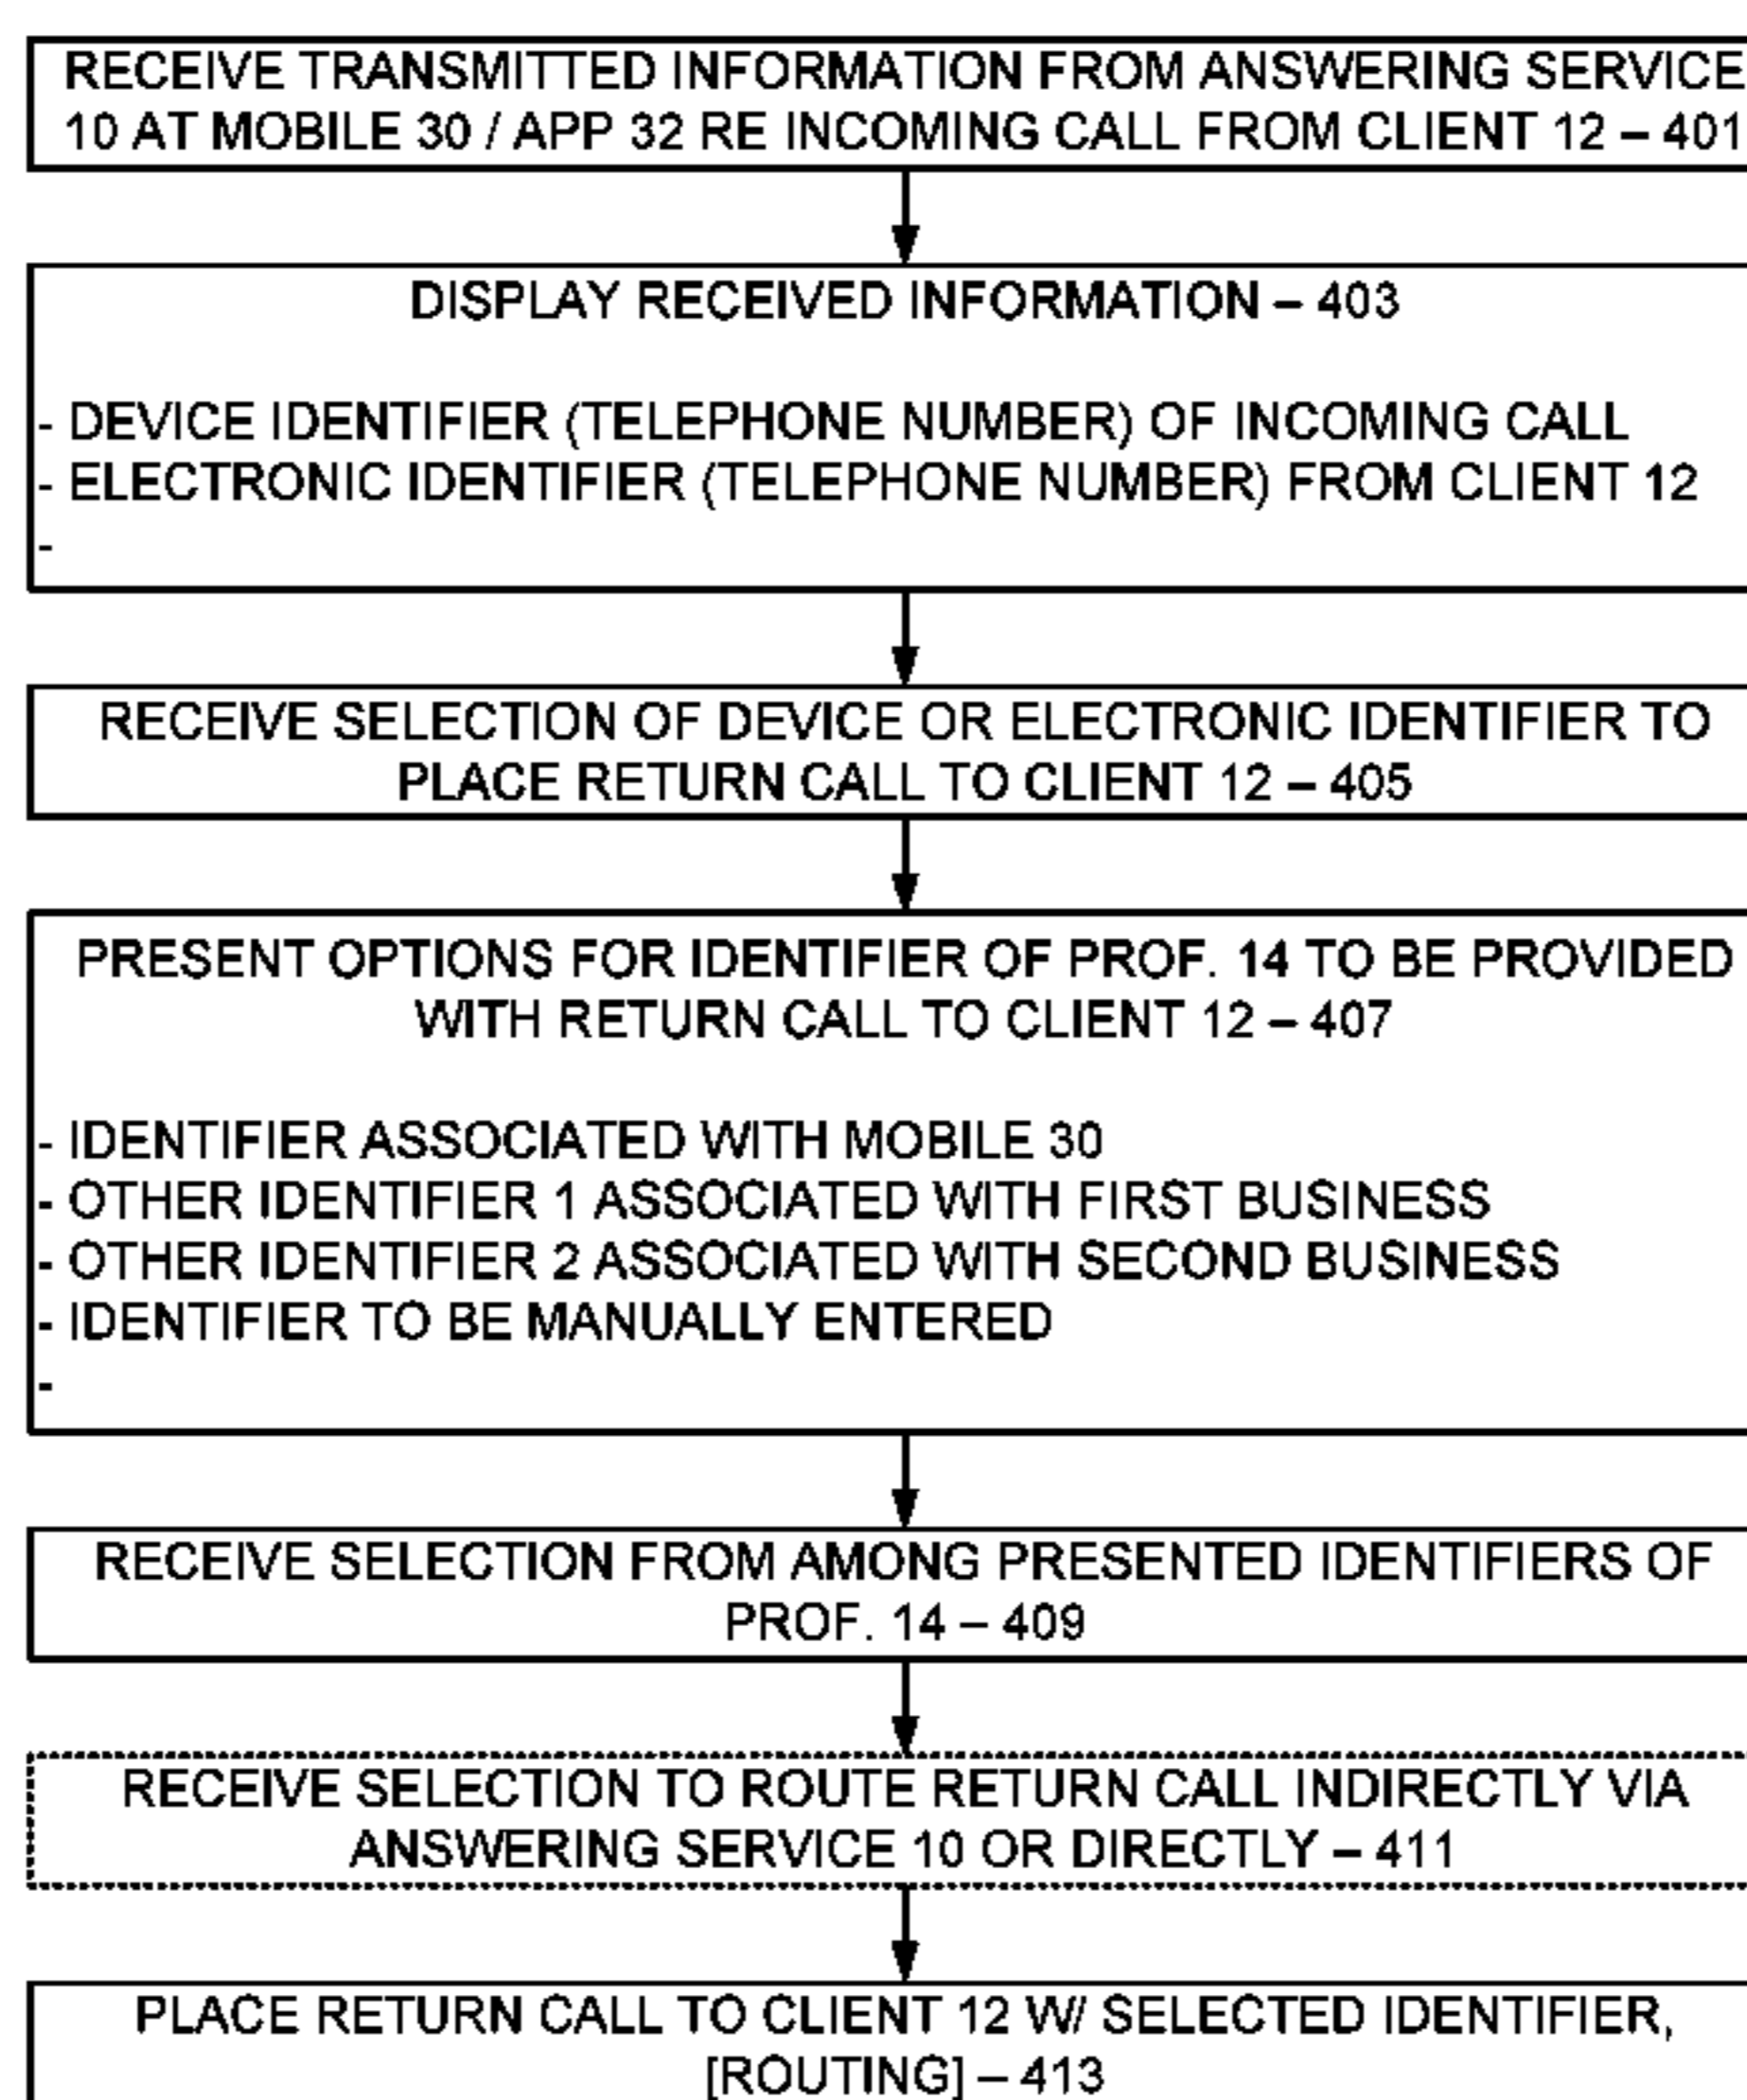 RECEIVE TRANSMITTED INFORMATION FROM ANSWERING SERVICE
10 AT MOBILE 30 / APP 32 RE INCOMING CALL FROM CLIENT 12 – 401
DISPLAY RECEIVED INFORMATION – 403
- DEVICE IDENTIFIER (TELEPHONE NUMBER) OF INCOMING CALL
- ELECTRONIC IDENTIFIER (TELEPHONE NUMBER) FROM CLIENT 12
-
RECEIVE SELECTION OF DEVICE OR ELECTRONIC IDENTIFIER TO
PLACE RETURN CALL TO CLIENT 12 – 405
PRESENT OPTIONS FOR IDENTIFIER OF PROF. 14 TO BE PROVIDED
WITH RETURN CALL TO CLIENT 12 – 407
- IDENTIFIER ASSOCIATED WITH MOBILE 30
- OTHER IDENTIFIER 1 ASSOCIATED WITH FIRST BUSINESS
- OTHER IDENTIFIER 2 ASSOCIATED WITH SECOND BUSINESS
- IDENTIFIER TO BE MANUALLY ENTERED
-
RECEIVE SELECTION FROM AMONG PRESENTED IDENTIFIERS OF
PROF. 14 – 409
RECEIVE SELECTION TO ROUTE RETURN CALL INDIRECTLY VIA
ANSWERING SERVICE 10 OR DIRECTLY – 411
PLACE RETURN CALL TO CLIENT 12 W/ SELECTED IDENTIFIER,
[ROUTING] – 413